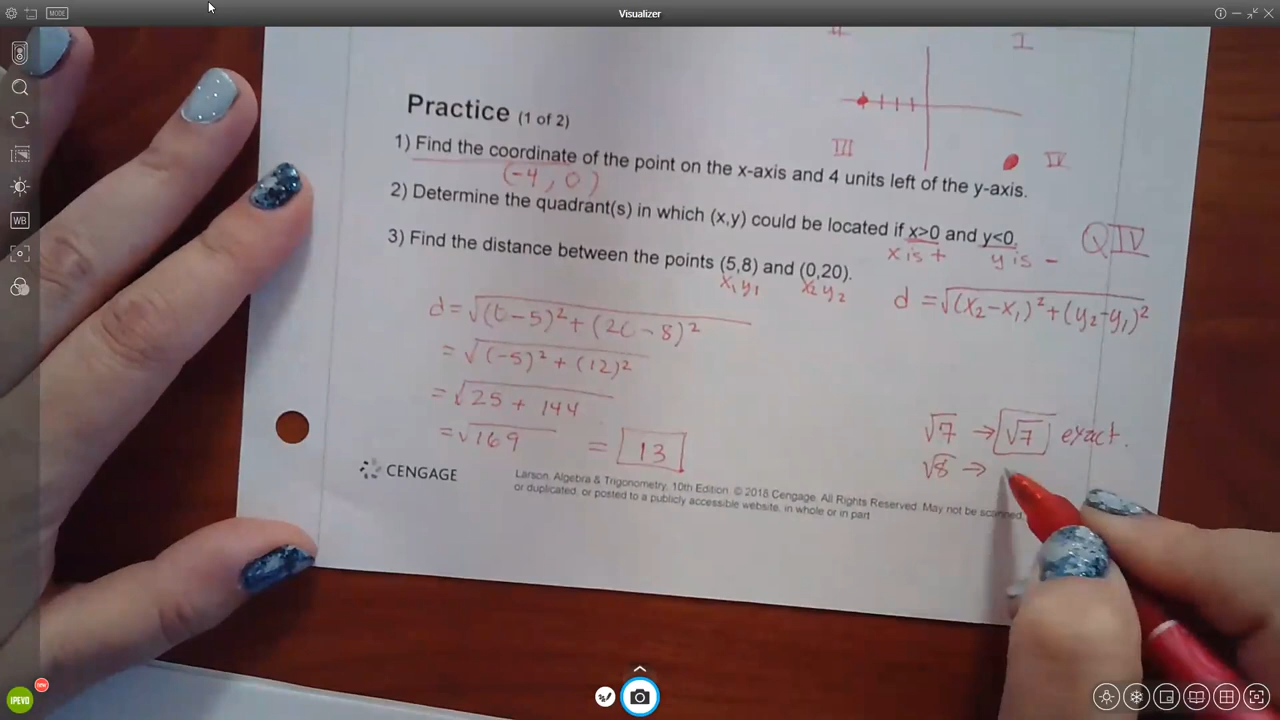 MODE
Visualizer
WB
II
I
III
IV
Practice (1 of 2)
1) Find the coordinate of the point on the x-axis and 4 units left of the y-axis.
(-4, 0)
2) Determine the quadrant(s) in which (x,y) could be located if x>0 and y<0.
x is + y is -
QIV
3) Find the distance between the points (5,8) and (0,20).
x₁y₁ x₂y₂
d = √(x₂-x₁)²+(y₂-y₁)²
d = √(0-5)²+(20-8)²
= √(-5)²+(12)²
= √25 + 144
= √169 = 13
√7 → √7 exact.
√8 →
CENGAGE
Larson, Algebra & Trigonometry, 10th Edition. © 2018 Cengage. All Rights Reserved. May not be scanned,
or duplicated, or posted to a publicly accessible website, in whole or in part
IPEVO